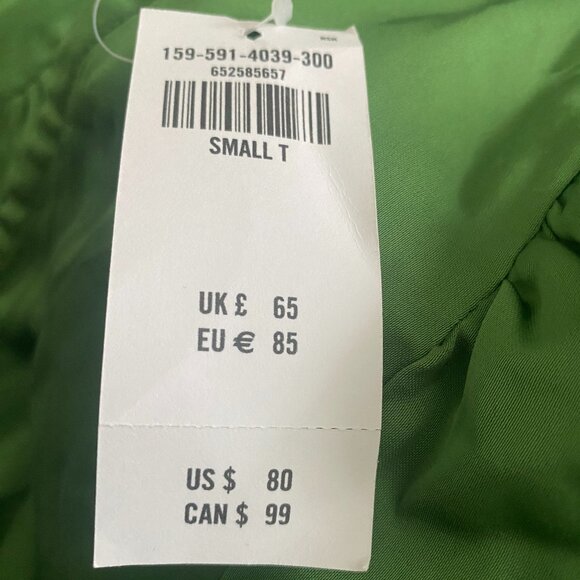 159-591-4039-300
652585657
SMALL T
UK £ 65
EU € 85
US $ 80
CAN $ 99